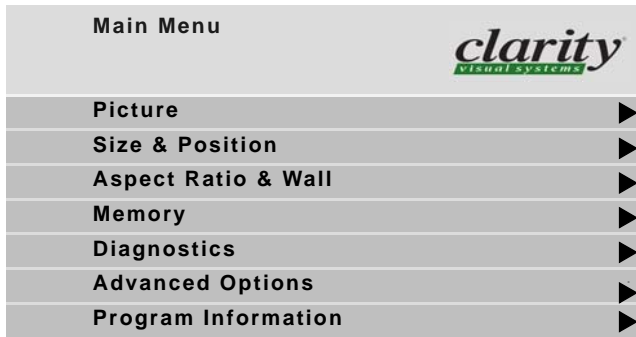 Main Menu
clarity
visual systems
Picture
Size & Position
Aspect Ratio & Wall
Memory
Diagnostics
Advanced Options
Program Information